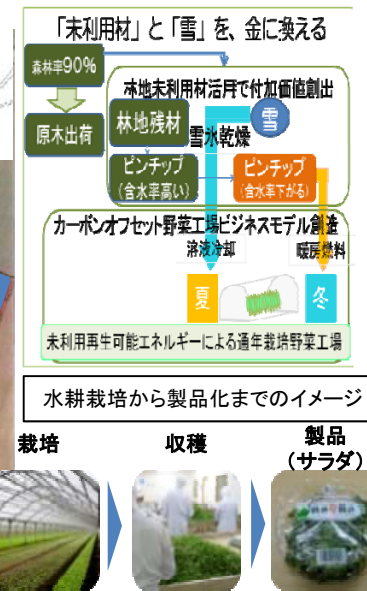 「未利用材」と「雪」を、金に換える
森林率90%
林地未利用材活用で付加価値創出
原木出荷
林地残材
雪
雪氷乾燥
ピンチップ
(含水率高い)
ピンチップ
(含水率下がる)
カーボンオフセット野菜工場ビジネスモデル創造
溶液冷却
暖房燃料
夏
冬
未利用再生可能エネルギーによる通年栽培野菜工場
水耕栽培から製品化までのイメージ
栽培
収穫
製品
(サラダ)